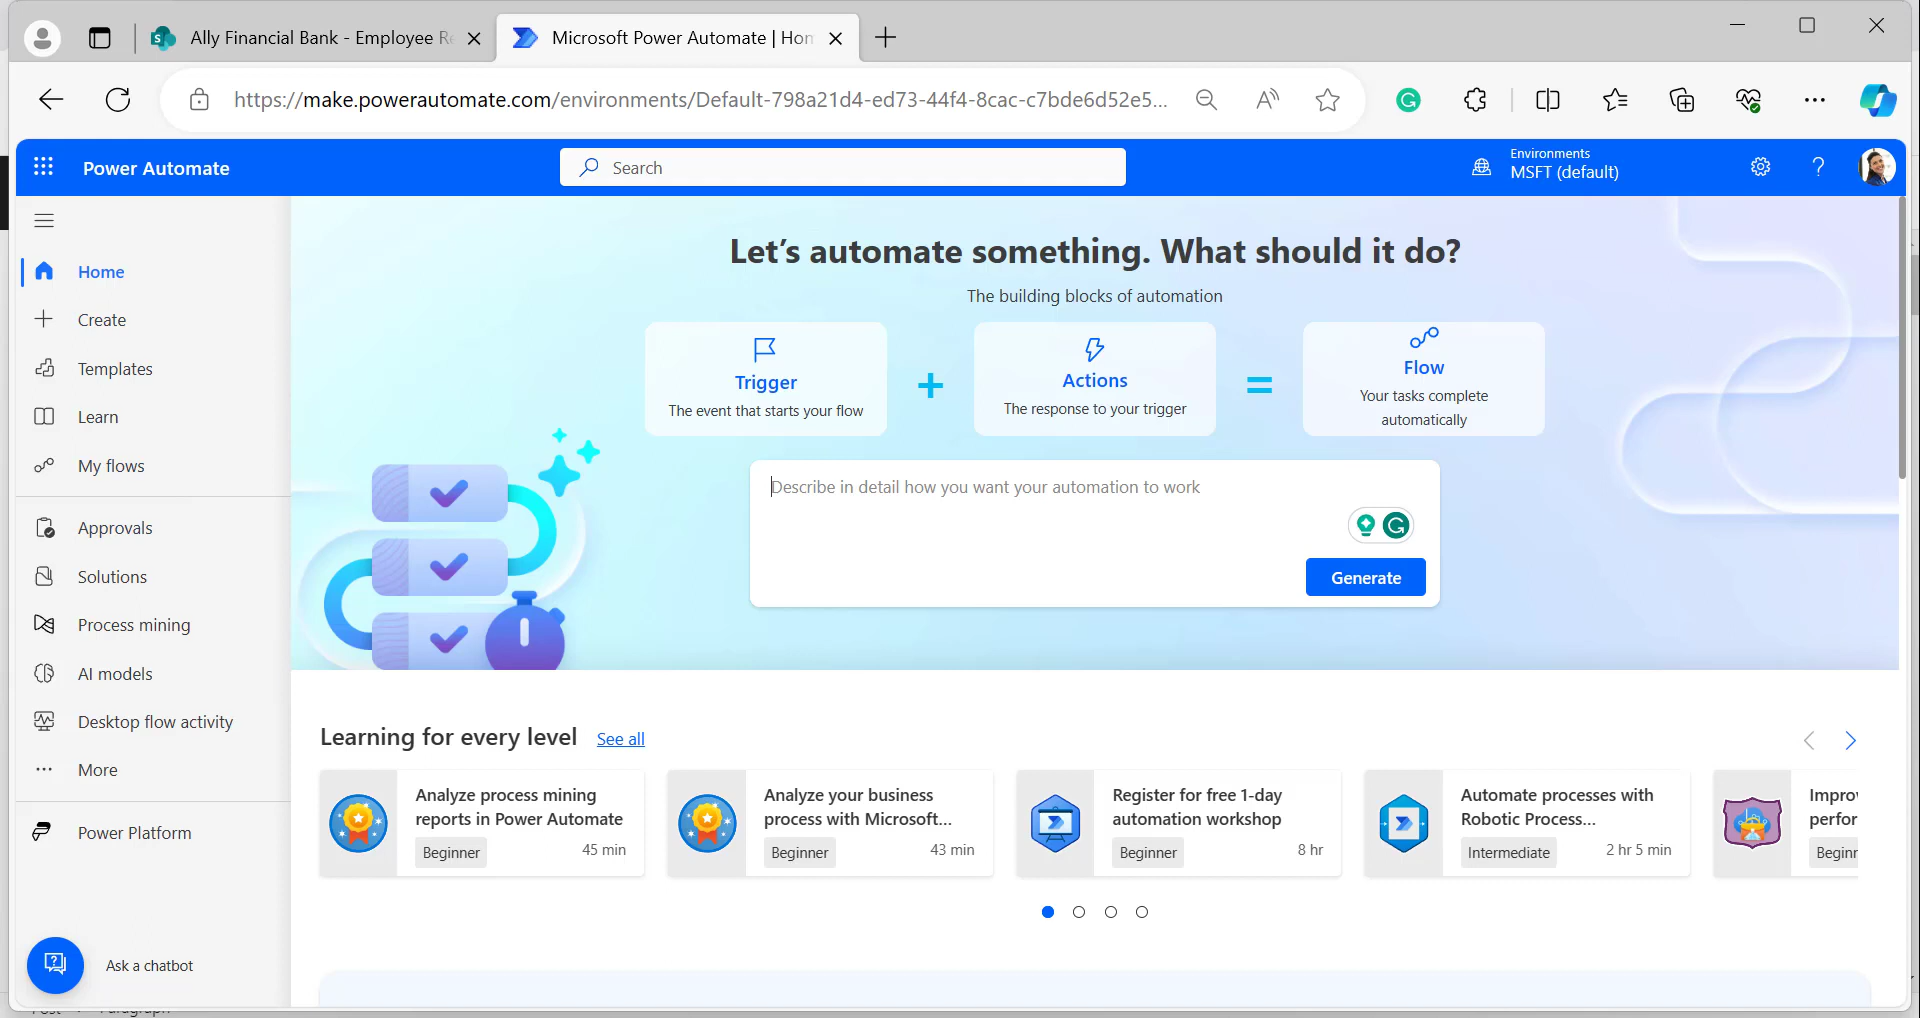 Ally Financial Bank - Employee Re
Microsoft Power Automate | Hon
https://make.powerautomate.com/environments/Default-798a21d4-ed73-44f4-8cac-c7bde6d52e5...
Power Automate
Search
Environments
MSFT (default)
Home
Create
Templates
Learn
My flows
Approvals
Solutions
Process mining
AI models
Desktop flow activity
More
Power Platform
Ask a chatbot
Let's automate something. What should it do?
The building blocks of automation
Trigger
The event that starts your flow
+
Actions
The response to your trigger
=
Flow
Your tasks complete
automatically
Describe in detail how you want your automation to work
Generate
Learning for every level
See all
Analyze process mining
reports in Power Automate
Beginner
45 min
Analyze your business
process with Microsoft...
Beginner
43 min
Register for free 1-day
automation workshop
Beginner
8 hr
Automate processes with
Robotic Process...
Intermediate
2 hr 5 min
Improv
perfor
Beginr